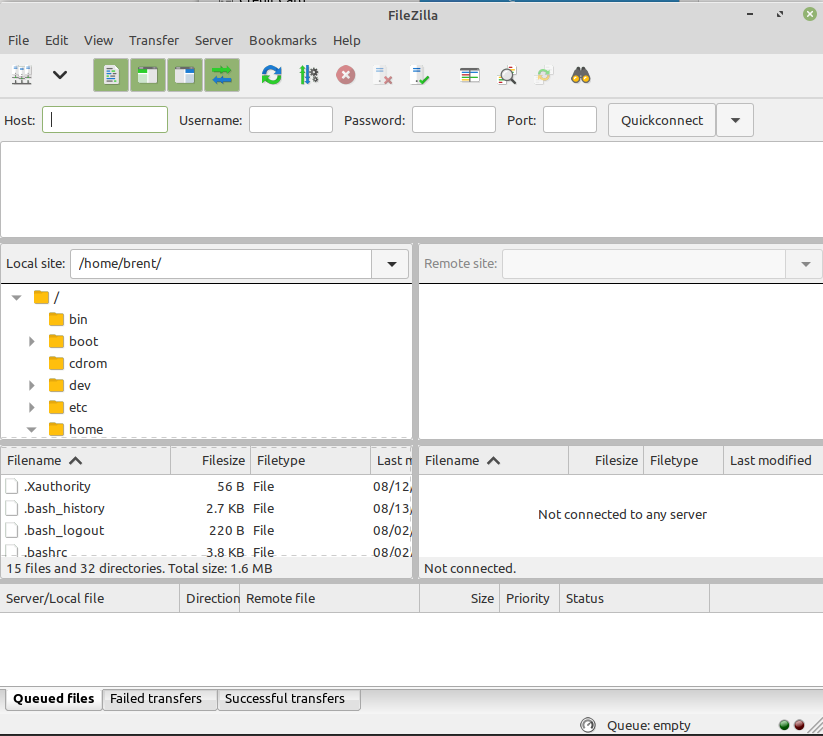 FileZilla
File Edit View Transfer Server Bookmarks Help
Host: Username: Password: Port: Quickconnect
Local site: /home/brent/
Remote site:
/
bin
boot
cdrom
dev
etc
home
Filename Filesize Filetype Last m
.Xauthority 56 B File 08/12/
.bash_history 2.7 KB File 08/13/
.bash_logout 220 B File 08/02/
.bashrc 3.8 KB File 08/02/
15 files and 32 directories. Total size: 1.6 MB
Filename Filesize Filetype Last modified
Not connected to any server
Not connected.
Server/Local file Direction Remote file Size Priority Status
Queued files Failed transfers Successful transfers
Queue: empty